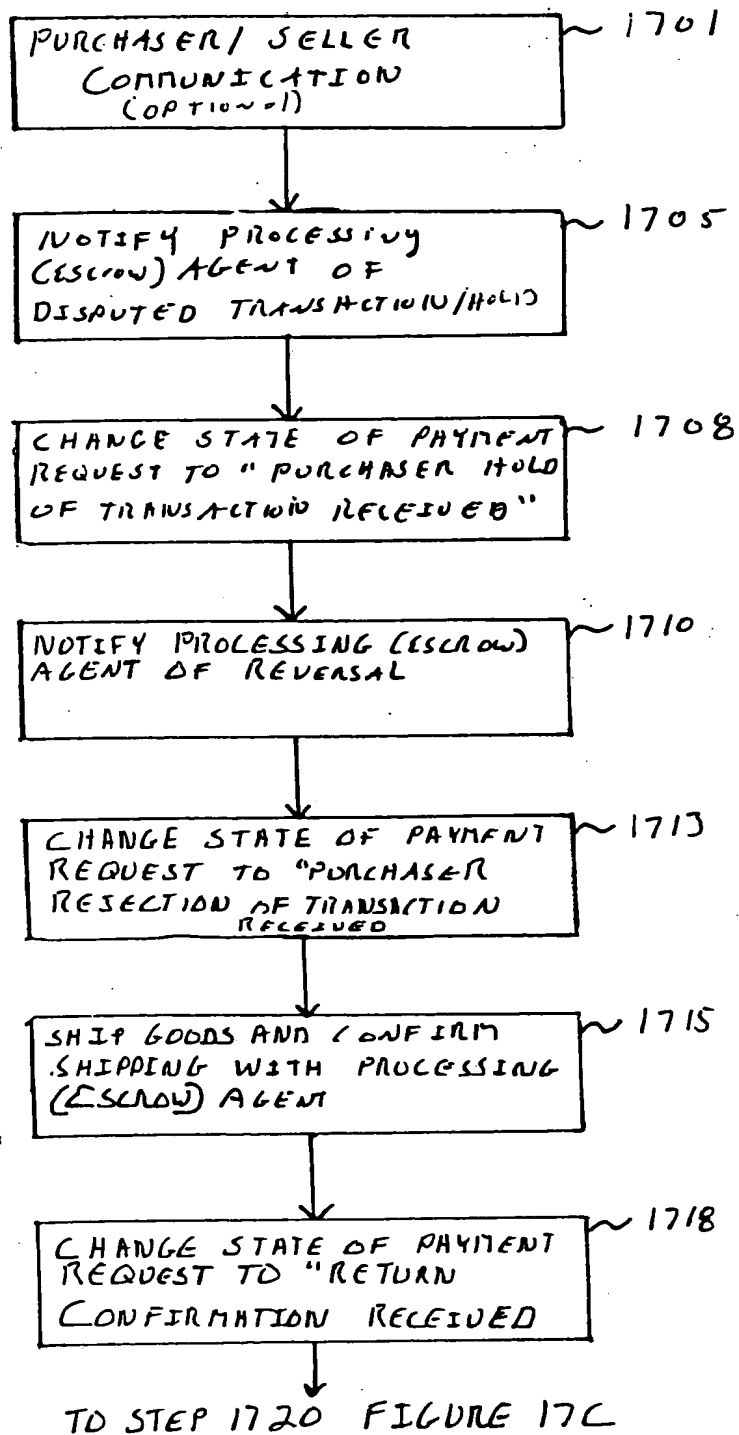 PURCHASER/ SELLER
1701
COMMUNICATION
(OPTIONAL)
NOTIFY PROCESSING
1705
(ESCROW) AGENT OF
DISPUTED TRANSACTION/HOLD
CHANGE STATE OF PAYMENT
1708
REQUEST TO "PURCHASER HOLD
OF TRANSACTION RECEIVED"
NOTIFY PROCESSING (ESCROW)
1710
AGENT OF REVERSAL
CHANGE STATE OF PAYMENT
1713
REQUEST TO "PURCHASER
REJECTION OF TRANSACTION
RECEIVED
SHIP GOODS AND CONFIRM
1715
SHIPPING WITH PROCESSING
(ESCROW) AGENT
CHANGE STATE OF PAYMENT
1718
REQUEST TO "RETURN
CONFIRMATION RECEIVED
TO STEP 1720 FIGURE 17C